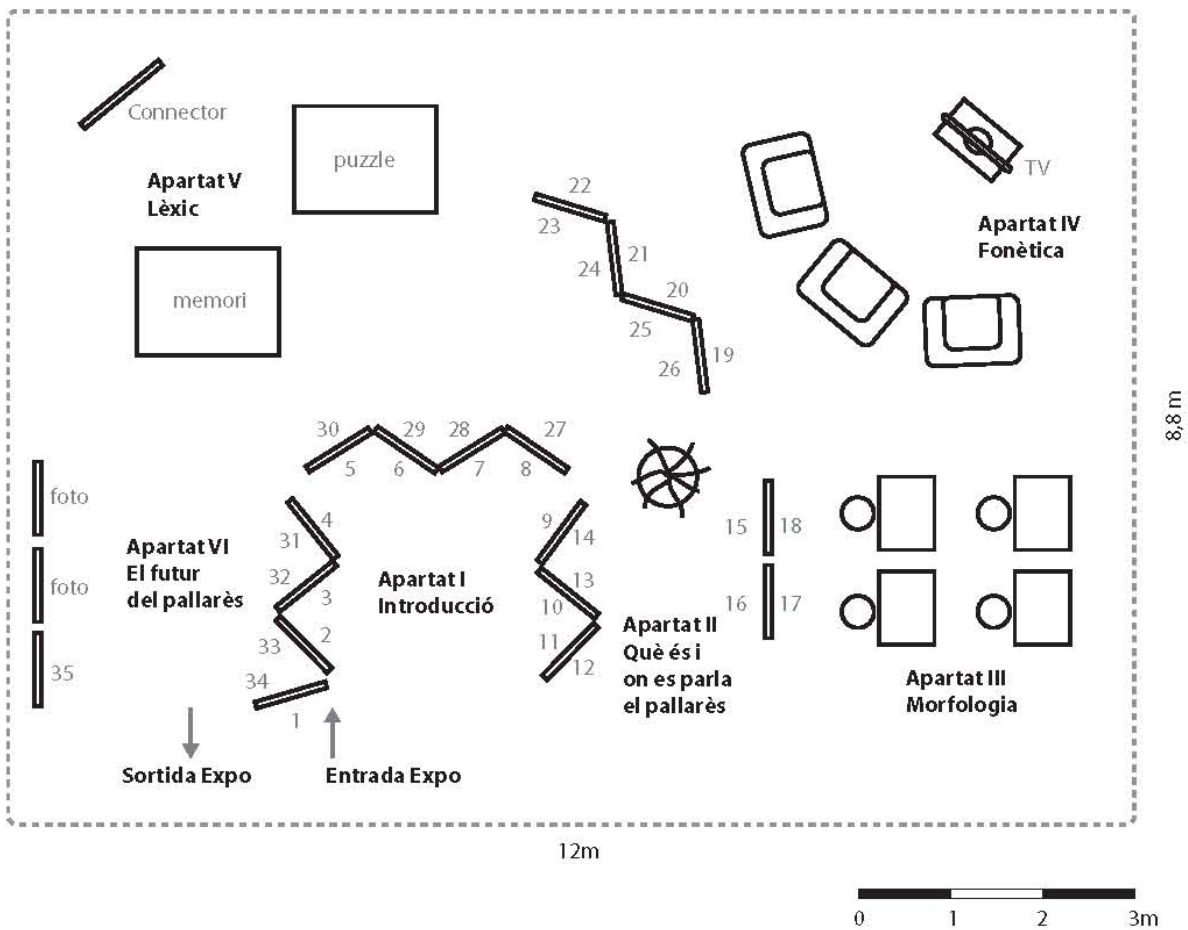 Connector
puzzle
Apartat V
Lèxic
memori
22
23
21
24
20
25
19
26
TV
Apartat IV
Fonètica
8,8 m
30
29
28
27
5
6
7
8
foto
foto
35
Apartat VI
El futur
del pallarès
4
31
32
3
33
2
34
1
Apartat I
Introducció
9
14
13
10
11
12
Apartat II
Què és i
on es parla
el pallarès
15
18
16
17
Apartat III
Morfologia
Sortida Expo
Entrada Expo
12m
0
1
2
3m